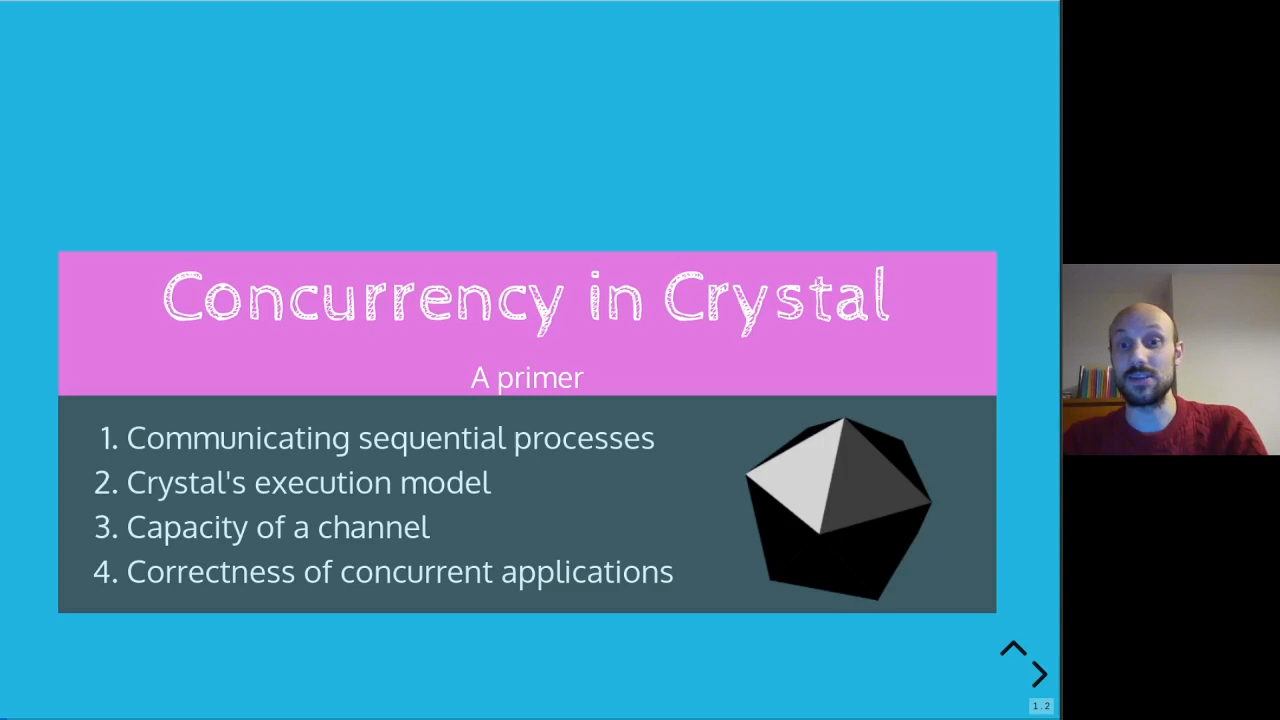 Concurrency in Crystal
A primer
1. Communicating sequential processes
2. Crystal's execution model
3. Capacity of a channel
4. Correctness of concurrent applications
1.2